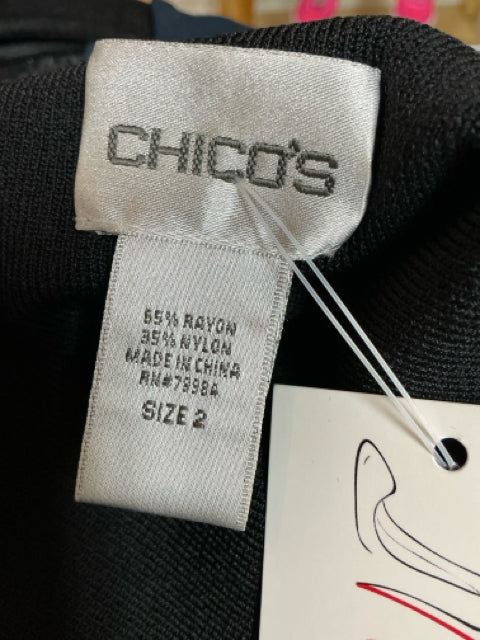 CHICO'S
65% RAYON
35% NYLON
MADE IN CHINA
RN#79984
SIZE 2